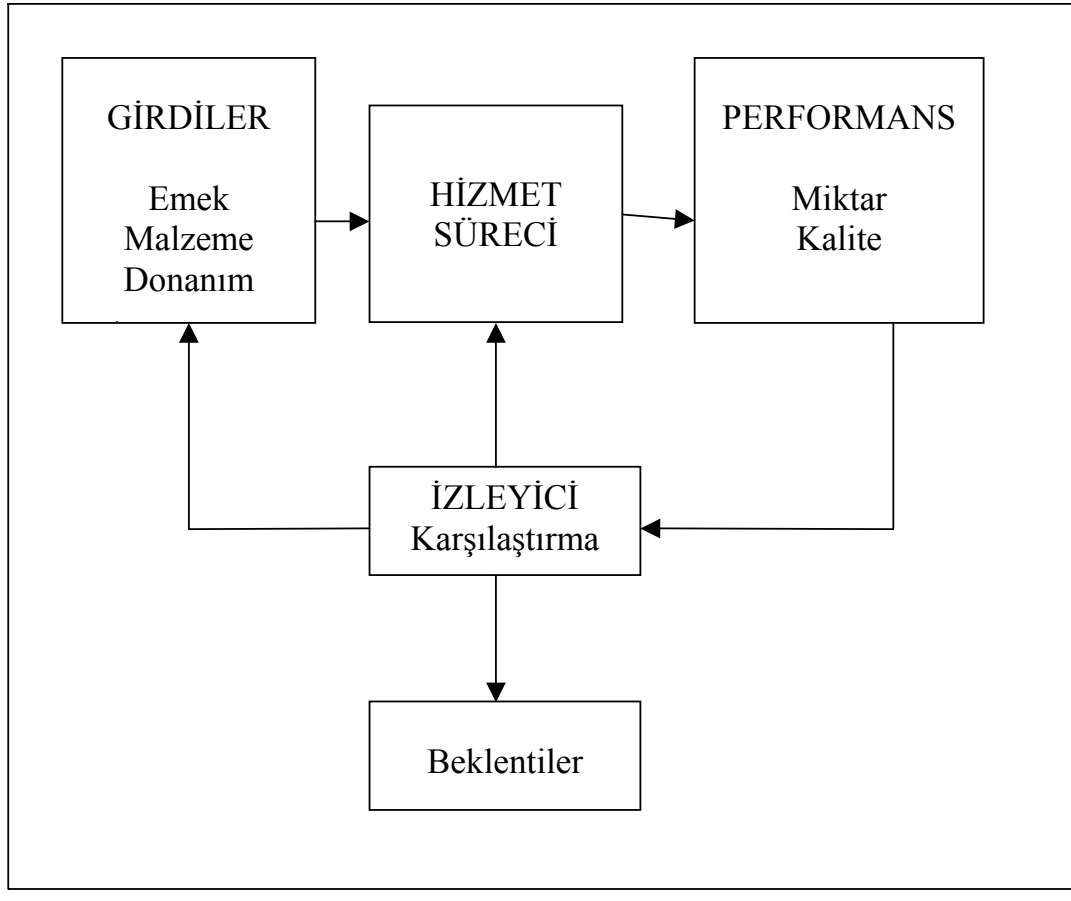 GİRDİLER
Emek
Malzeme
Donanım
HİZMET
SÜRECİ
PERFORMANS
Miktar
Kalite
İZLEYİCİ
Karşılaştırma
Beklentiler